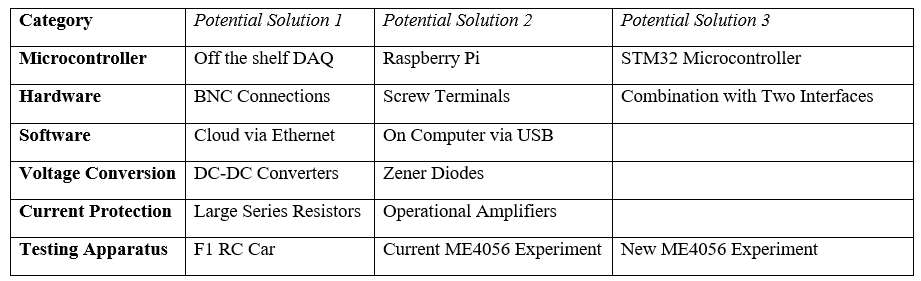 Category Potential Solution 1 Potential Solution 2 Potential Solution 3
Microcontroller Off the shelf DAQ Raspberry Pi STM32 Microcontroller
Hardware BNC Connections Screw Terminals Combination with Two Interfaces
Software Cloud via Ethernet On Computer via USB
Voltage Conversion DC-DC Converters Zener Diodes
Current Protection Large Series Resistors Operational Amplifiers
Testing Apparatus F1 RC Car Current ME4056 Experiment New ME4056 Experiment